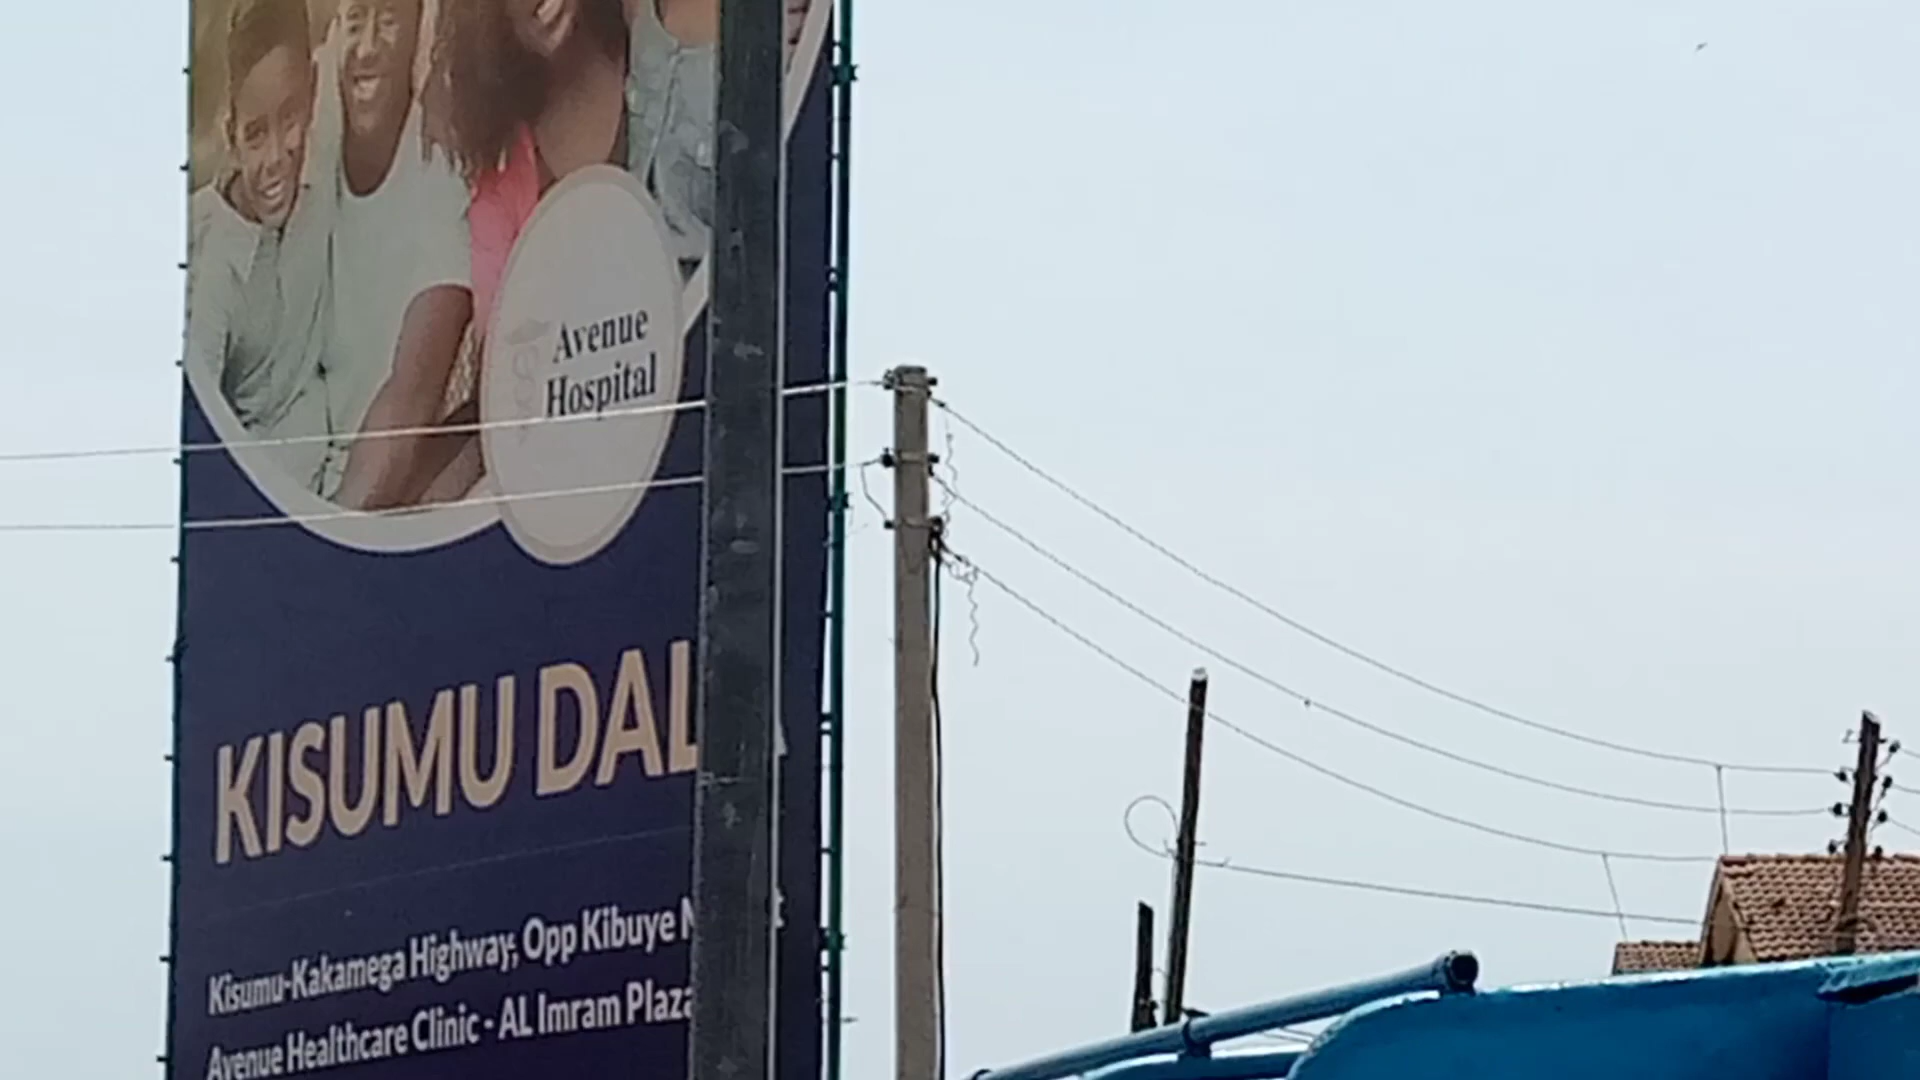 Avenue
Hospital
KISUMU DAL
Kisumu-Kakamega Highway, Opp Kibuye
Avenue Healthcare Clinic - AL Imram Plaza